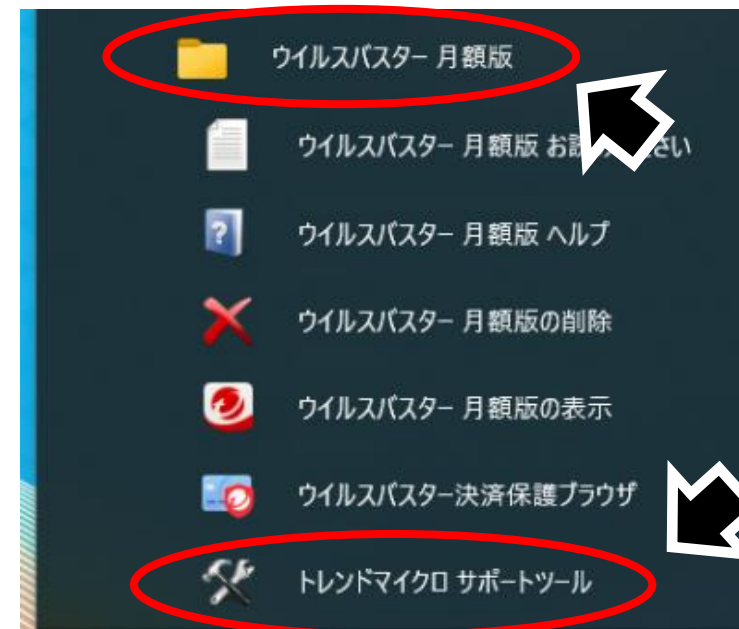 ウイルスバスター 月額版
ウイルスバスター 月額版 お読 さい
ウイルスバスター 月額版 ヘルプ
ウイルスバスター 月額版の削除
ウイルスバスター 月額版の表示
ウイルスバスター決済保護ブラウザ
トレンドマイクロ サポートツール